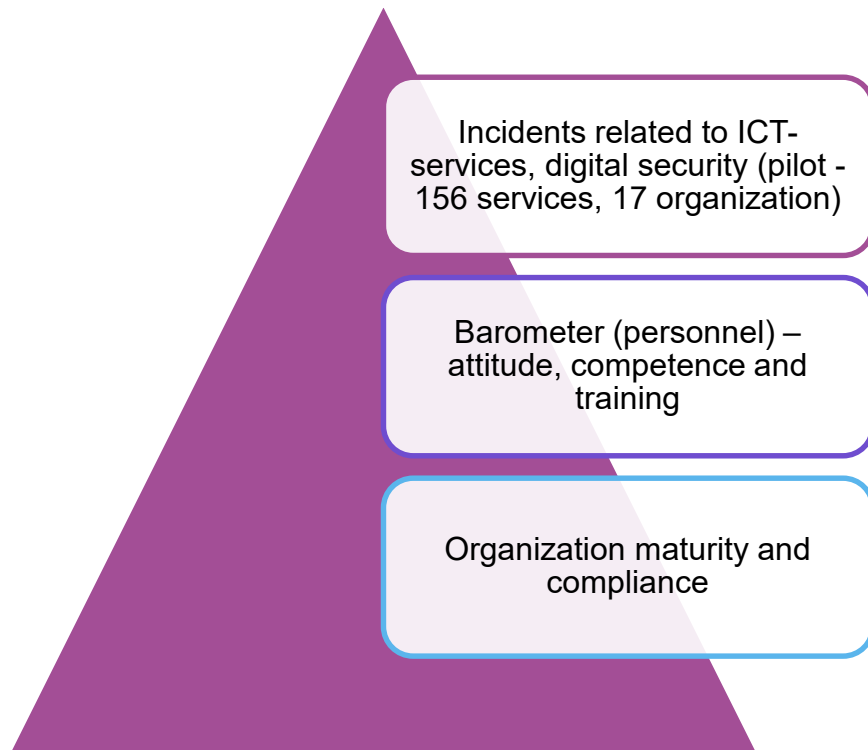 Incidents related to ICT-
services, digital security (pilot -
156 services, 17 organization)
Barometer (personnel) –
attitude, competence and
training
Organization maturity and
compliance